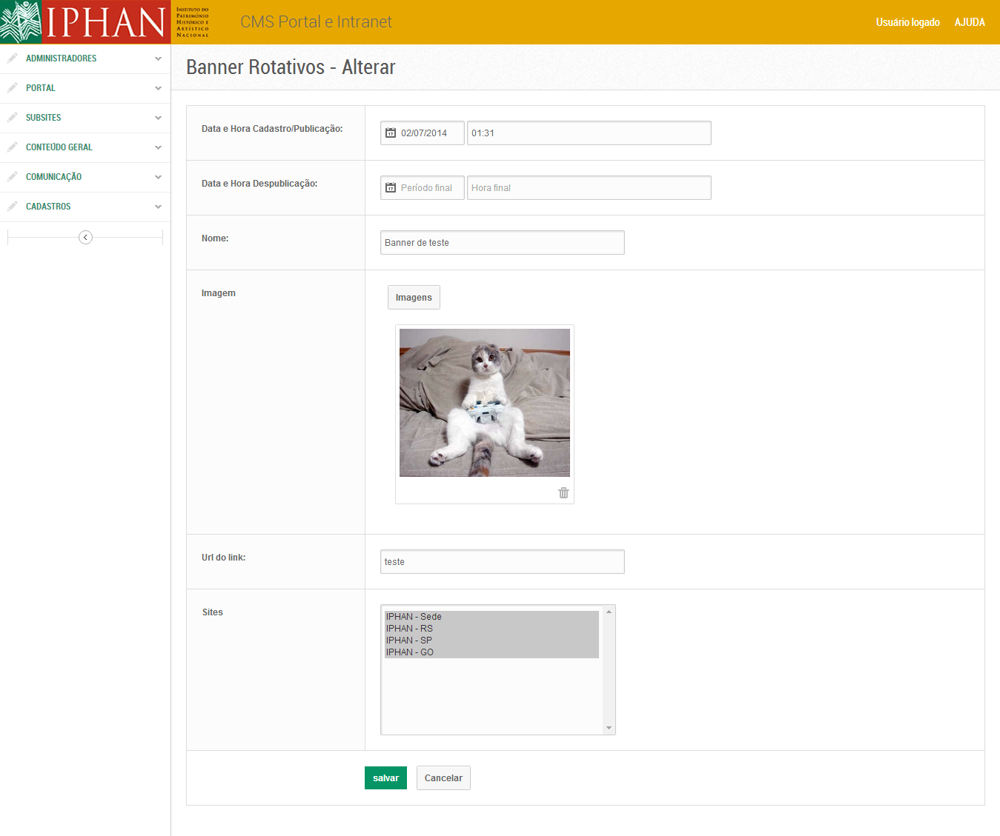 IPHAN
INSTITUTO DO
PATRIMÔNIO
HISTÓRICO E
ARTÍSTICO
NACIONAL
CMS Portal e Intranet
Usuário logado
AJUDA
ADMINISTRADORES
PORTAL
SUBSITES
CONTEÚDO GERAL
COMUNICAÇÃO
CADASTROS
Banner Rotativos - Alterar
Data e Hora Cadastro/Publicação:
17 02/07/2014
01:31
Data e Hora Despublicação:
17 Período final
Hora final
Nome:
Banner de teste
Imagem
Imagens
Url do link:
teste
Sites
IPHAN - Sede
IPHAN - RS
IPHAN - SP
IPHAN - GO
salvar
Cancelar